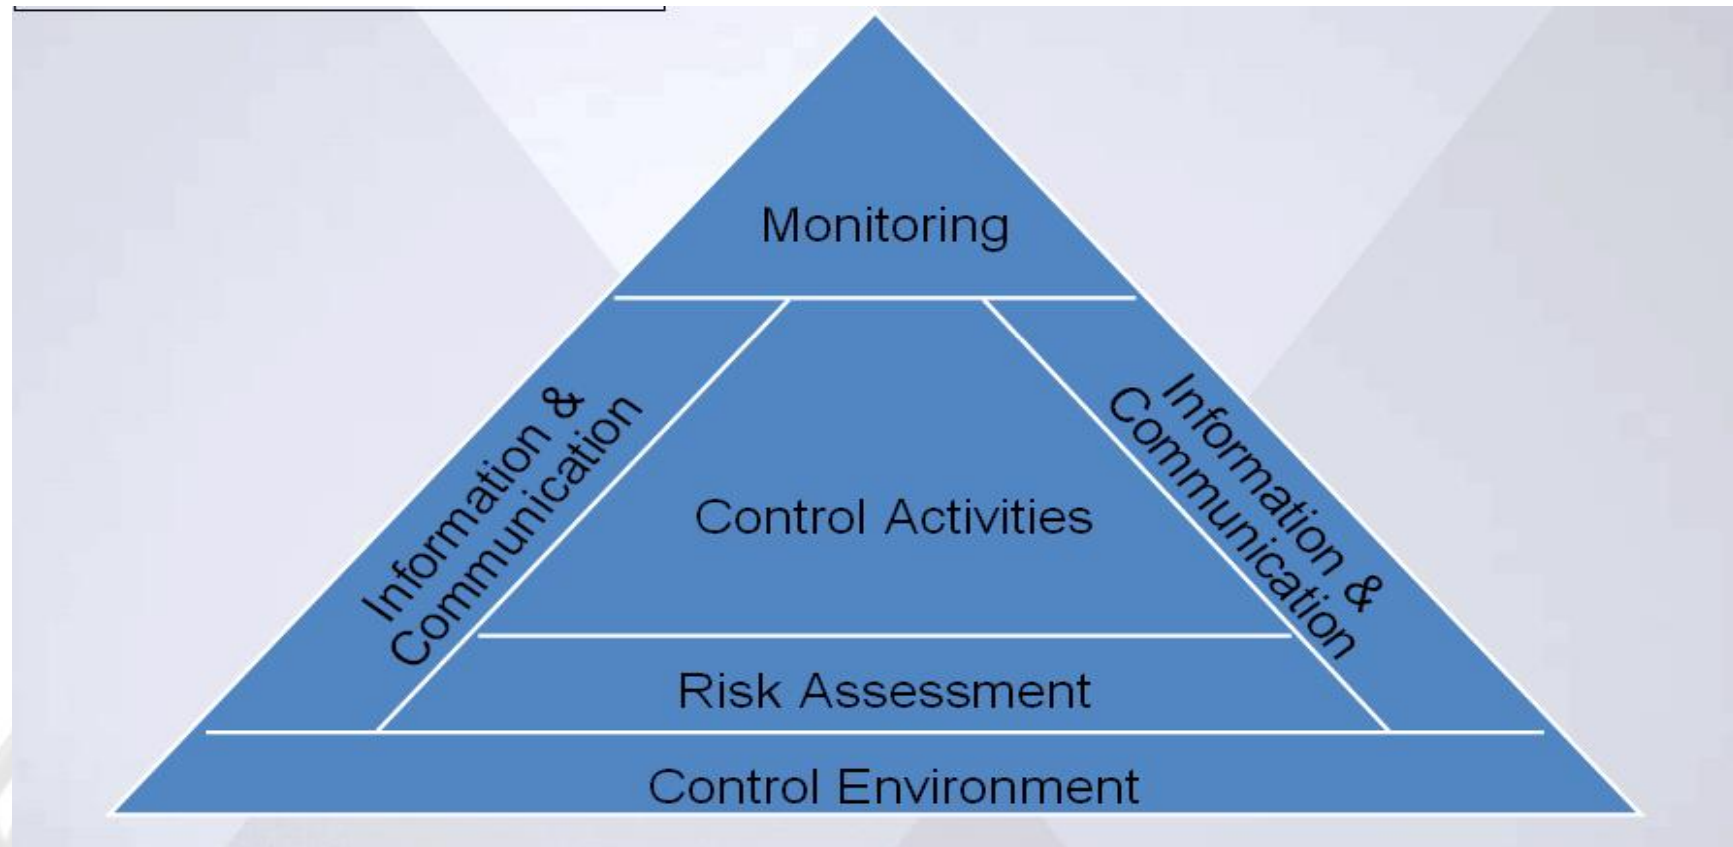 Monitoring
Information &
Communication
Information &
Communication
Control Activities
Risk Assessment
Control Environment